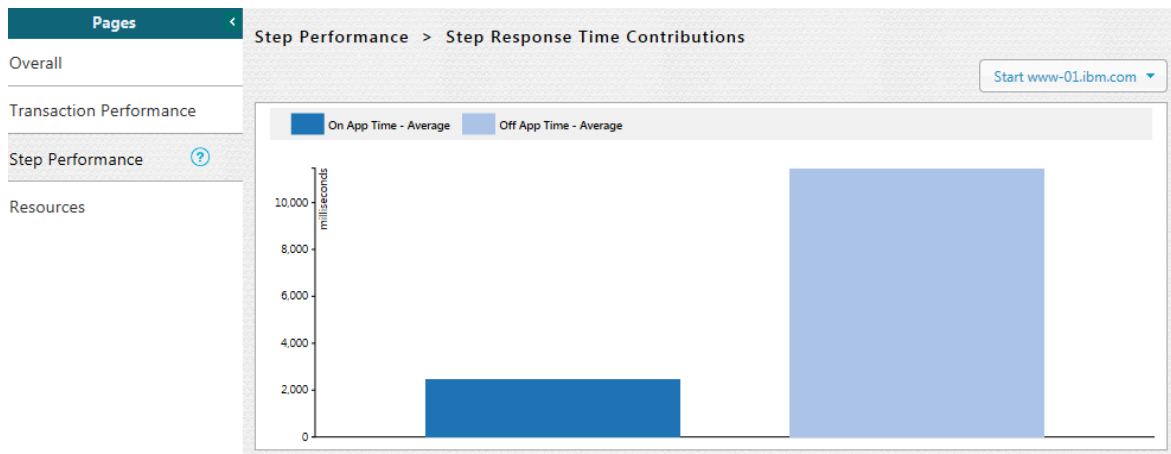 Pages <
Overall
Transaction Performance
Step Performance ?
Resources
Step Performance > Step Response Time Contributions
Start www-01.ibm.com
On App Time - Average Off App Time - Average
milliseconds
10,000
8,000
6,000
4,000
2,000
0